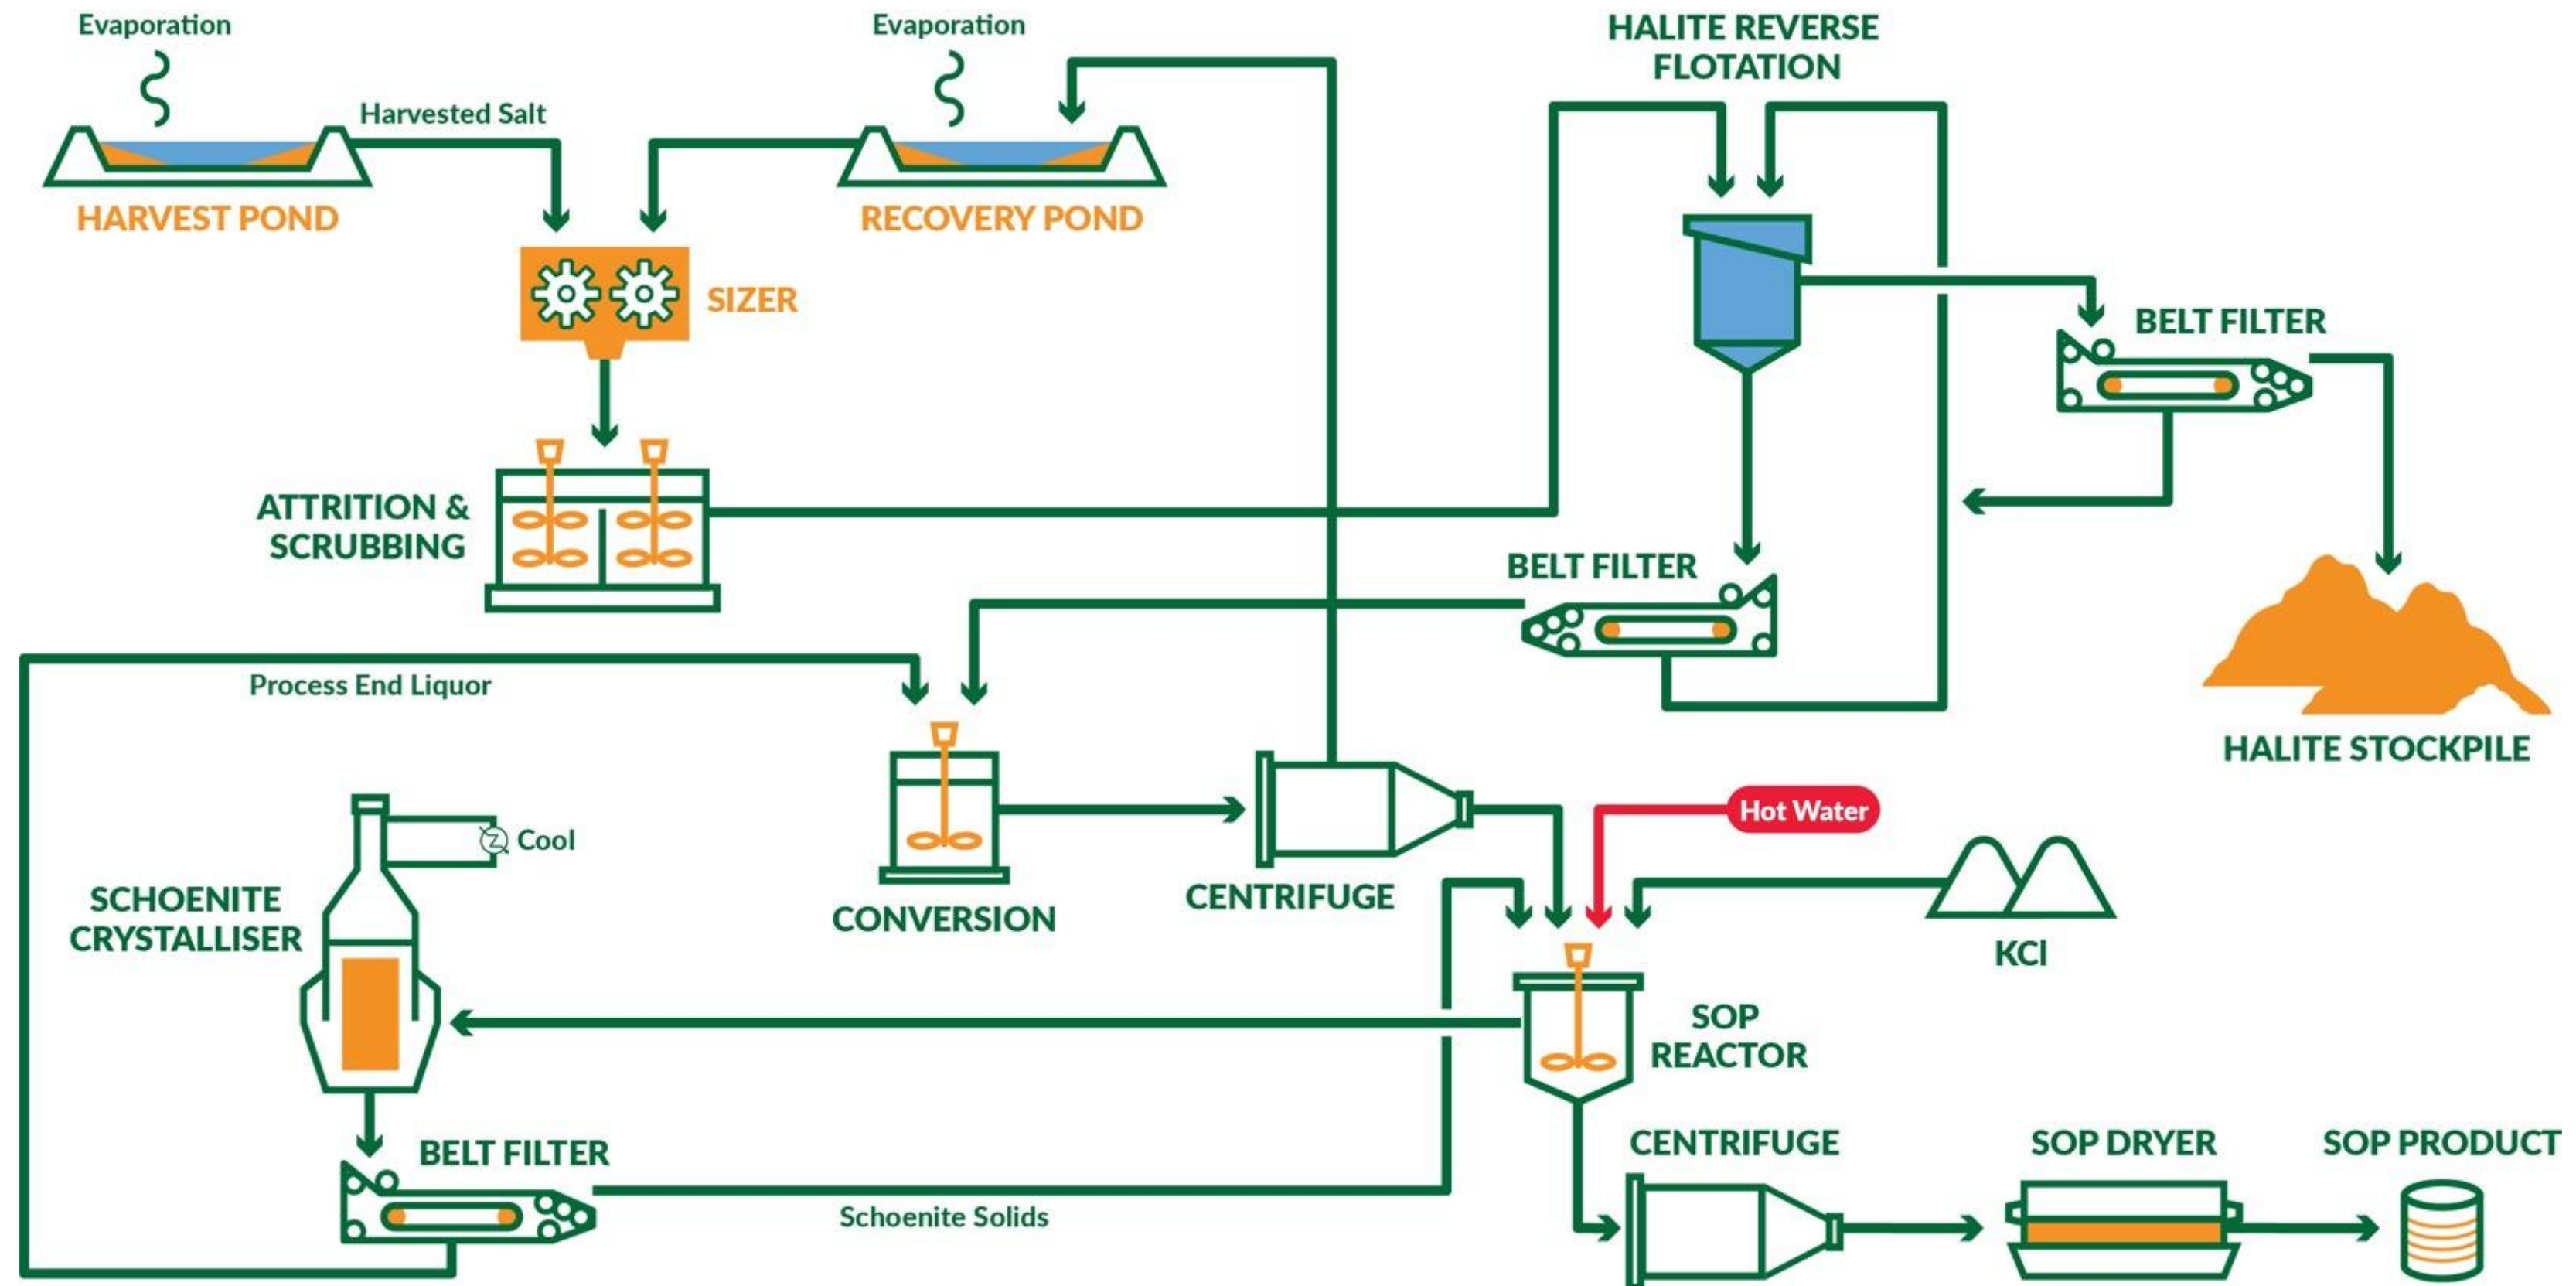 Evaporation
Evaporation
HALITE REVERSE
FLOTATION
Harvested Salt
HARVEST POND
RECOVERY POND
SIZER
BELT FILTER
ATTRITION &
SCRUBBING
BELT FILTER
Process End Liquor
HALITE STOCKPILE
Hot Water
Cool
SCHOENITE
CRYSTALLISER
CONVERSION
CENTRIFUGE
KCl
SOP
REACTOR
BELT FILTER
CENTRIFUGE
SOP DRYER
SOP PRODUCT
Schoenite Solids